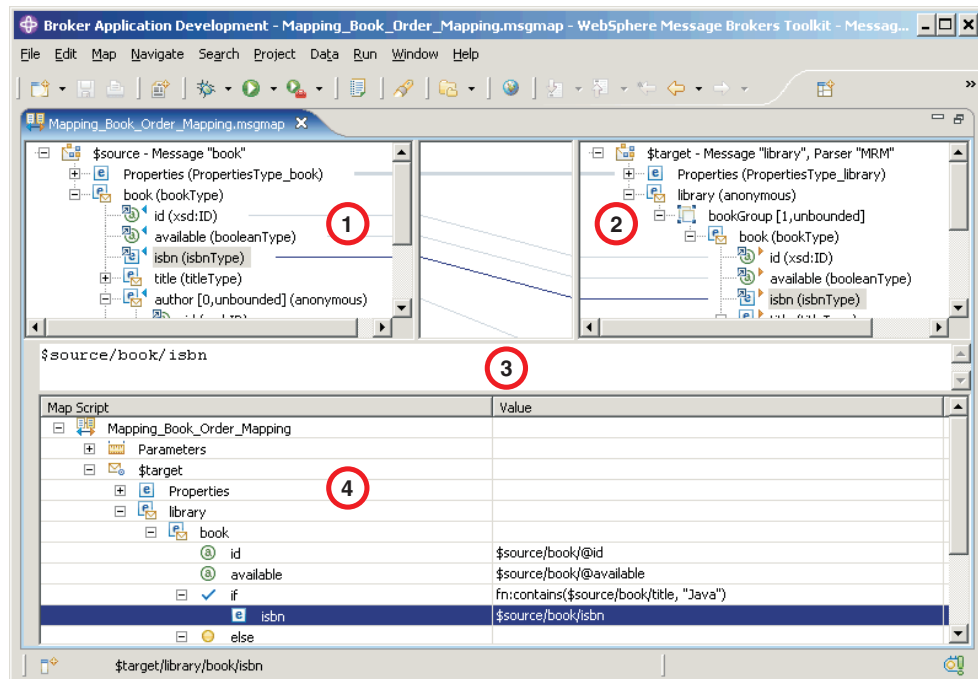 Broker Application Development - Mapping_Book_Order_Mapping.msgmap - WebSphere Message Brokers Toolkit - Messag...
File Edit Map Navigate Search Project Data Run Window Help
Mapping_Book_Order_Mapping.msgmap
$source - Message "book"
Properties (PropertiesType_book)
book (bookType)
id (xsd:ID)
available (booleanType)
isbn (isbnType)
title (titleType)
author [0,unbounded] (anonymous)
1
$target - Message "library", Parser "MRM"
Properties (PropertiesType_library)
library (anonymous)
bookGroup [1,unbounded]
book (bookType)
id (xsd:ID)
available (booleanType)
isbn (isbnType)
2
$source/book/isbn
3
Map Script Value
Mapping_Book_Order_Mapping
Parameters
$target
Properties
4
library
book
id $source/book/@id
available $source/book/@available
if fn:contains($source/book/title, "Java")
isbn $source/book/isbn
else
$target/library/book/isbn